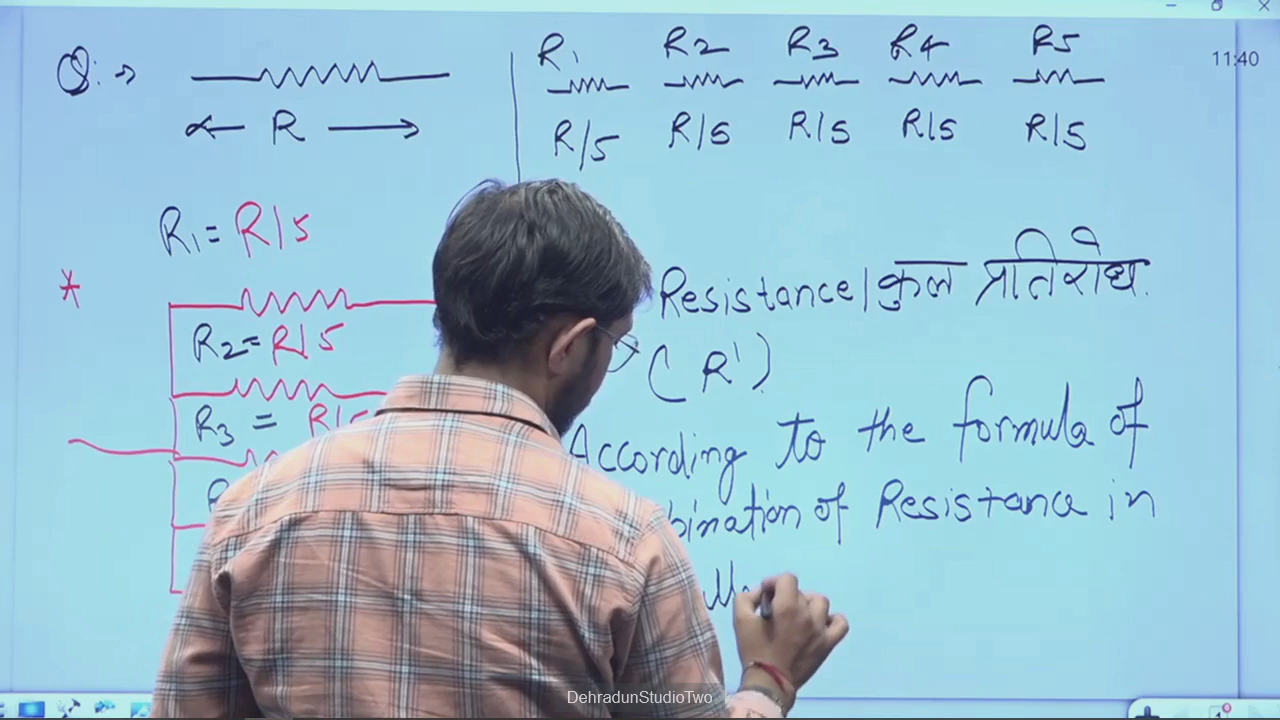 Q:→
R
R1 R2 R3 R4 R5
R/5 R/5 R/5 R/5 R/5
11:40
R1= R/5
*
R2= R/5
R3 =
Resistance/कुल प्रतिरोध.
(R')
According to the formula of
of Resistance in
DehradunStudioTwo